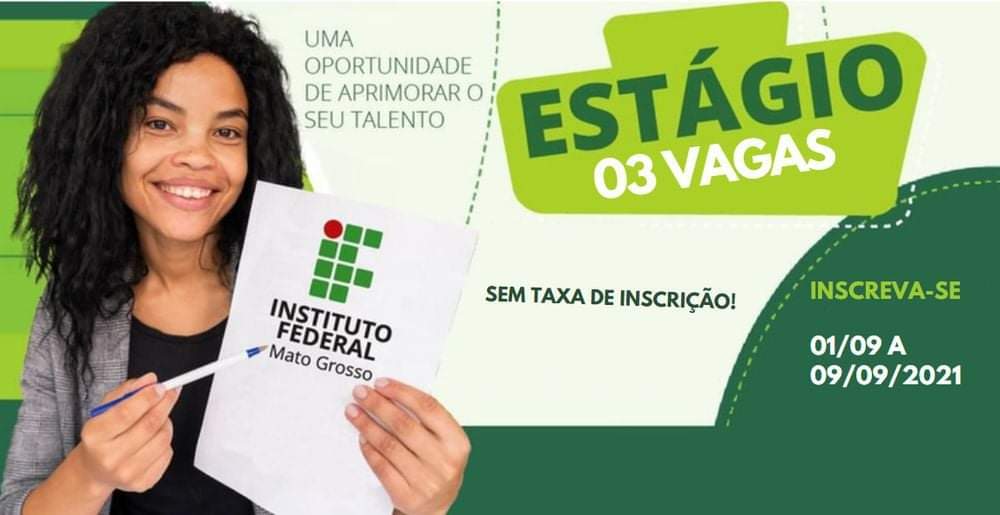 UMA
OPORTUNIDADE
DE APRIMORAR O
SEU TALENTO
ESTÁGIO
03 VAGAS
INSTITUTO
FEDERAL
Mato Grosso
SEM TAXA DE INSCRIÇÃO!
INSCREVA-SE
01/09 A
09/09/2021